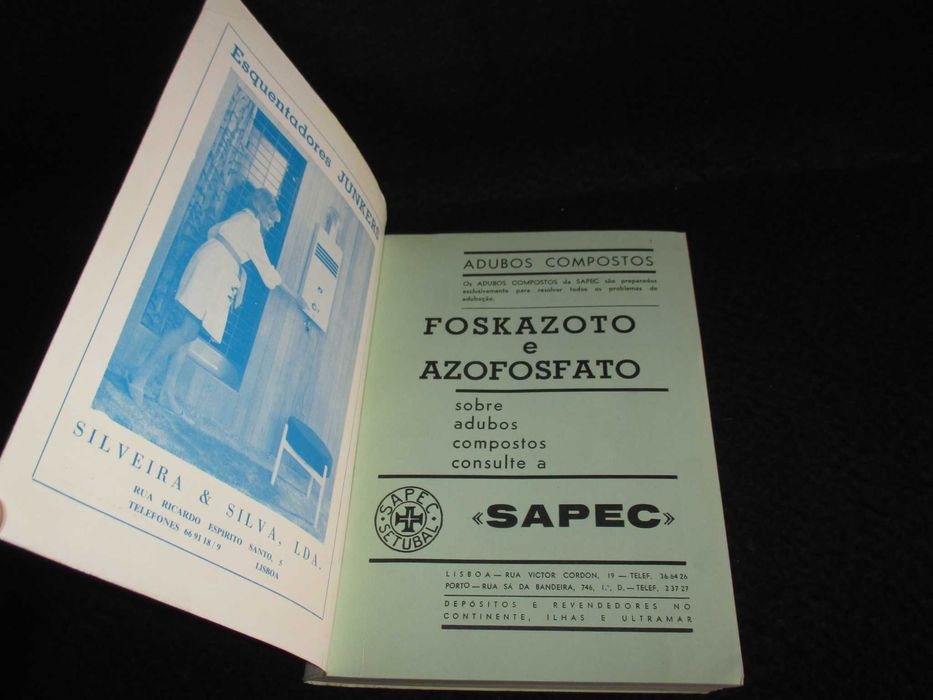 Esquentadores JUNKERS
SILVEIRA & SILVA, LDA.
RUA RICARDO ESPIRITO SANTO, 5
TELEFONES 66 91 18 / 9
LISBOA
ADUBOS COMPOSTOS
Os ADUBOS COMPOSTOS da SAPEC são preparados
exclusivamente para resolver todos os problemas de
adubação.
FOSKAZOTO
e
AZOFOSFATO
sobre
adubos
compostos
consulte a
SAPEC
SETUBAL
«SAPEC»
LISBOA — RUA VICTOR CORDON, 19 — TELEF. 36 64 26
PORTO — RUA SÁ DA BANDEIRA, 746, 1.º, D. — TELEF. 2 37 27
DEPÓSITOS E REVENDEDORES NO
CONTINENTE, ILHAS E ULTRAMAR